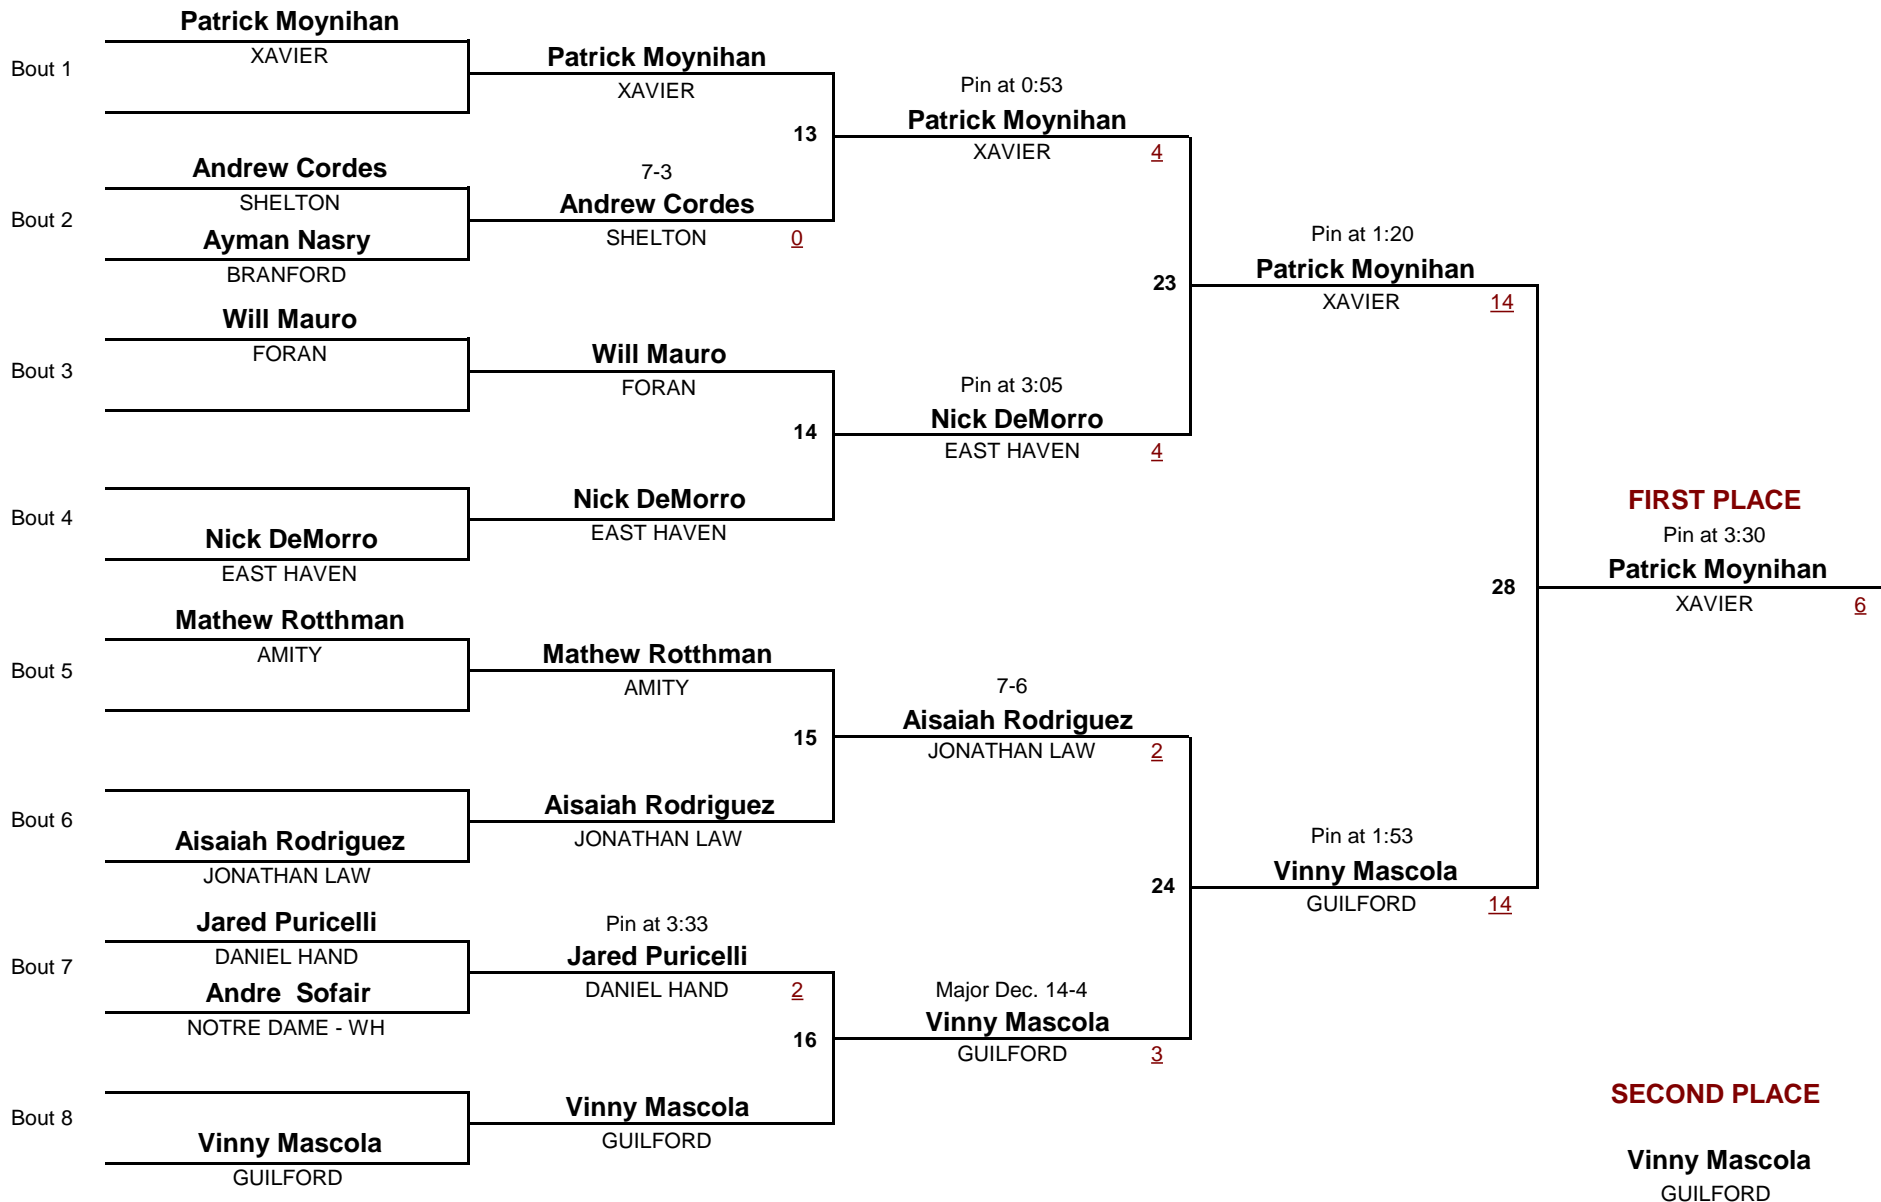 Patrick Moynihan
XAVIER
Bout 1
Patrick Moynihan
XAVIER
Pin at 0:53
13
Patrick Moynihan
XAVIER
4
Andrew Cordes
SHELTON
Bout 2
Ayman Nasry
BRANFORD
7-3
Andrew Cordes
SHELTON
0
Pin at 1:20
Patrick Moynihan
23
XAVIER
14
Will Mauro
FORAN
Bout 3
Will Mauro
FORAN
Pin at 3:05
14
Nick DeMorro
EAST HAVEN
4
Bout 4
Nick DeMorro
EAST HAVEN
Nick DeMorro
EAST HAVEN
FIRST PLACE
Pin at 3:30
28
Patrick Moynihan
XAVIER
6
Mathew Rotthman
AMITY
Bout 5
Mathew Rotthman
AMITY
7-6
15
Aisaiah Rodriguez
JONATHAN LAW
2
Bout 6
Aisaiah Rodriguez
JONATHAN LAW
Aisaiah Rodriguez
JONATHAN LAW
Pin at 1:53
24
Vinny Mascola
GUILFORD
14
Jared Puricelli
DANIEL HAND
Bout 7
Andre  Sofair
NOTRE DAME - WH
Pin at 3:33
Jared Puricelli
DANIEL HAND
2
Major Dec. 14-4
16
Vinny Mascola
GUILFORD
3
Bout 8
Vinny Mascola
GUILFORD
Vinny Mascola
GUILFORD
SECOND PLACE
Vinny Mascola
GUILFORD